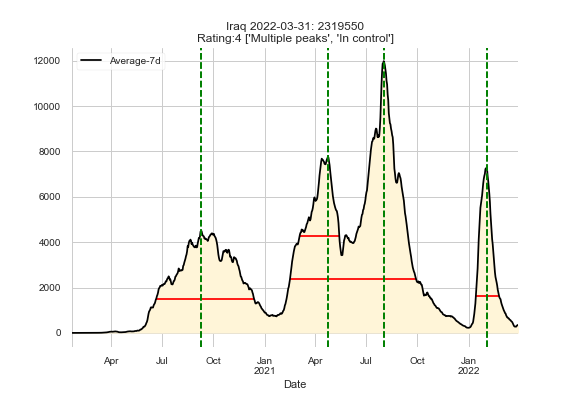 Iraq 2022-03-31: 2319550
Rating:4 ['Multiple peaks', 'In control']
Average-7d
12000
10000
8000
6000
4000
2000
0
Apr Jul Oct Jan Apr Jul Oct Jan
2021 2022
Date